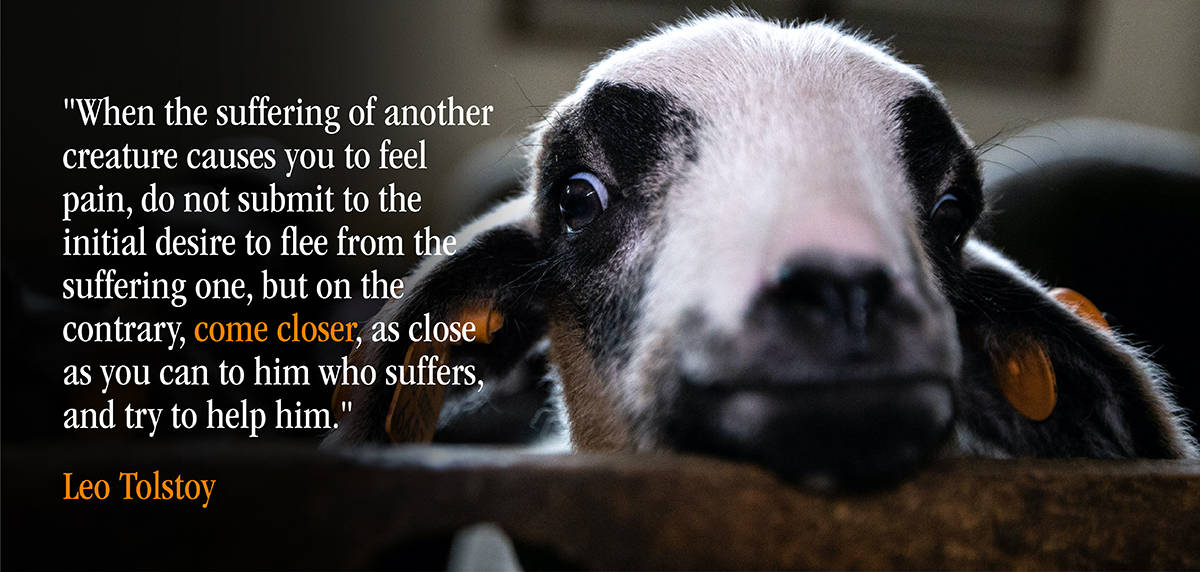 "When the suffering of another
creature causes you to feel
pain, do not submit to the
initial desire to flee from the
suffering one, but on the
contrary, come closer, as close
as you can to him who suffers,
and try to help him."
Leo Tolstoy